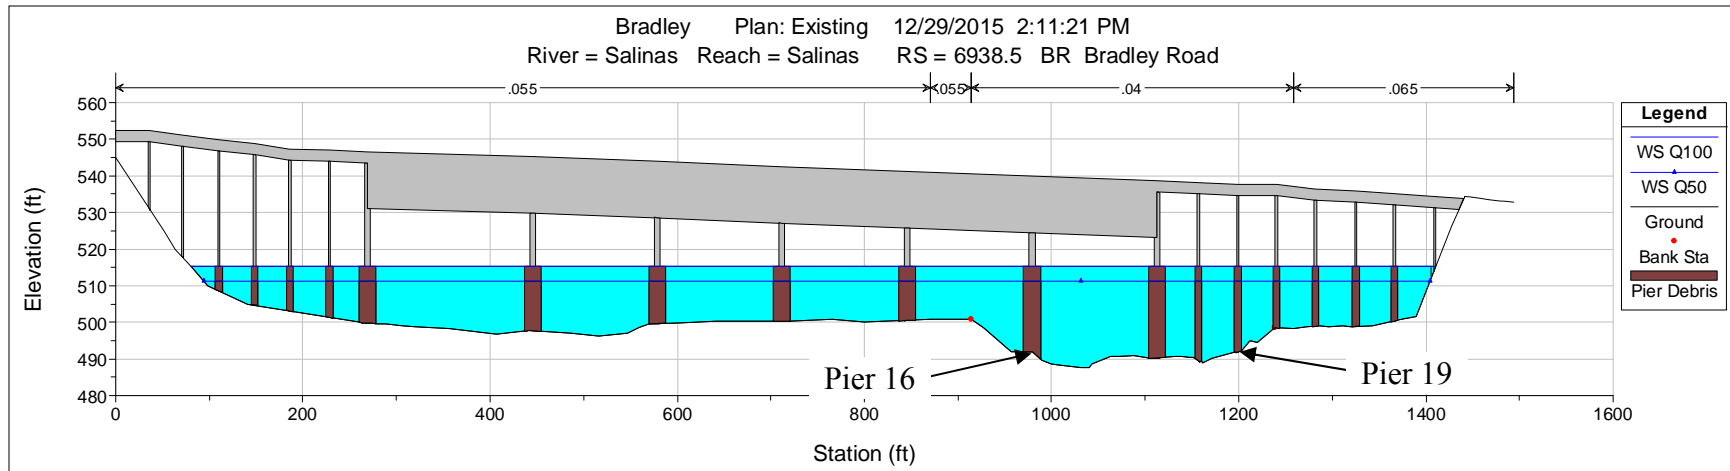 Bradley Plan: Existing 12/29/2015 2:11:21 PM
River = Salinas Reach = Salinas RS = 6938.5 BR Bradley Road
.055 .055 .04 .065
560
550
540
530
520
510
500
490
480
Elevation (ft)
0 200 400 600 800 1000 1200 1400 1600
Station (ft)
Pier 16
Pier 19
Legend
WS Q100
WS Q50
Ground
Bank Sta
Pier Debris